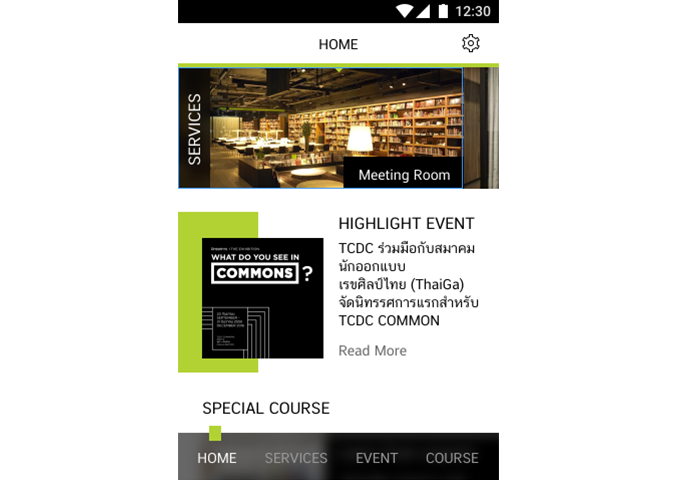 12:30
HOME
SERVICES
Meeting Room
HIGHLIGHT EVENT
TCDC ร่วมมือกับสมาคม
นักออกแบบ
เรขศิลป์ไทย (ThaiGa)
จัดนิทรรศการแรกสำหรับ
TCDC COMMON
Read More
WHAT DO YOU SEE IN
COMMONS ?
SPECIAL COURSE
HOME SERVICES EVENT COURSE